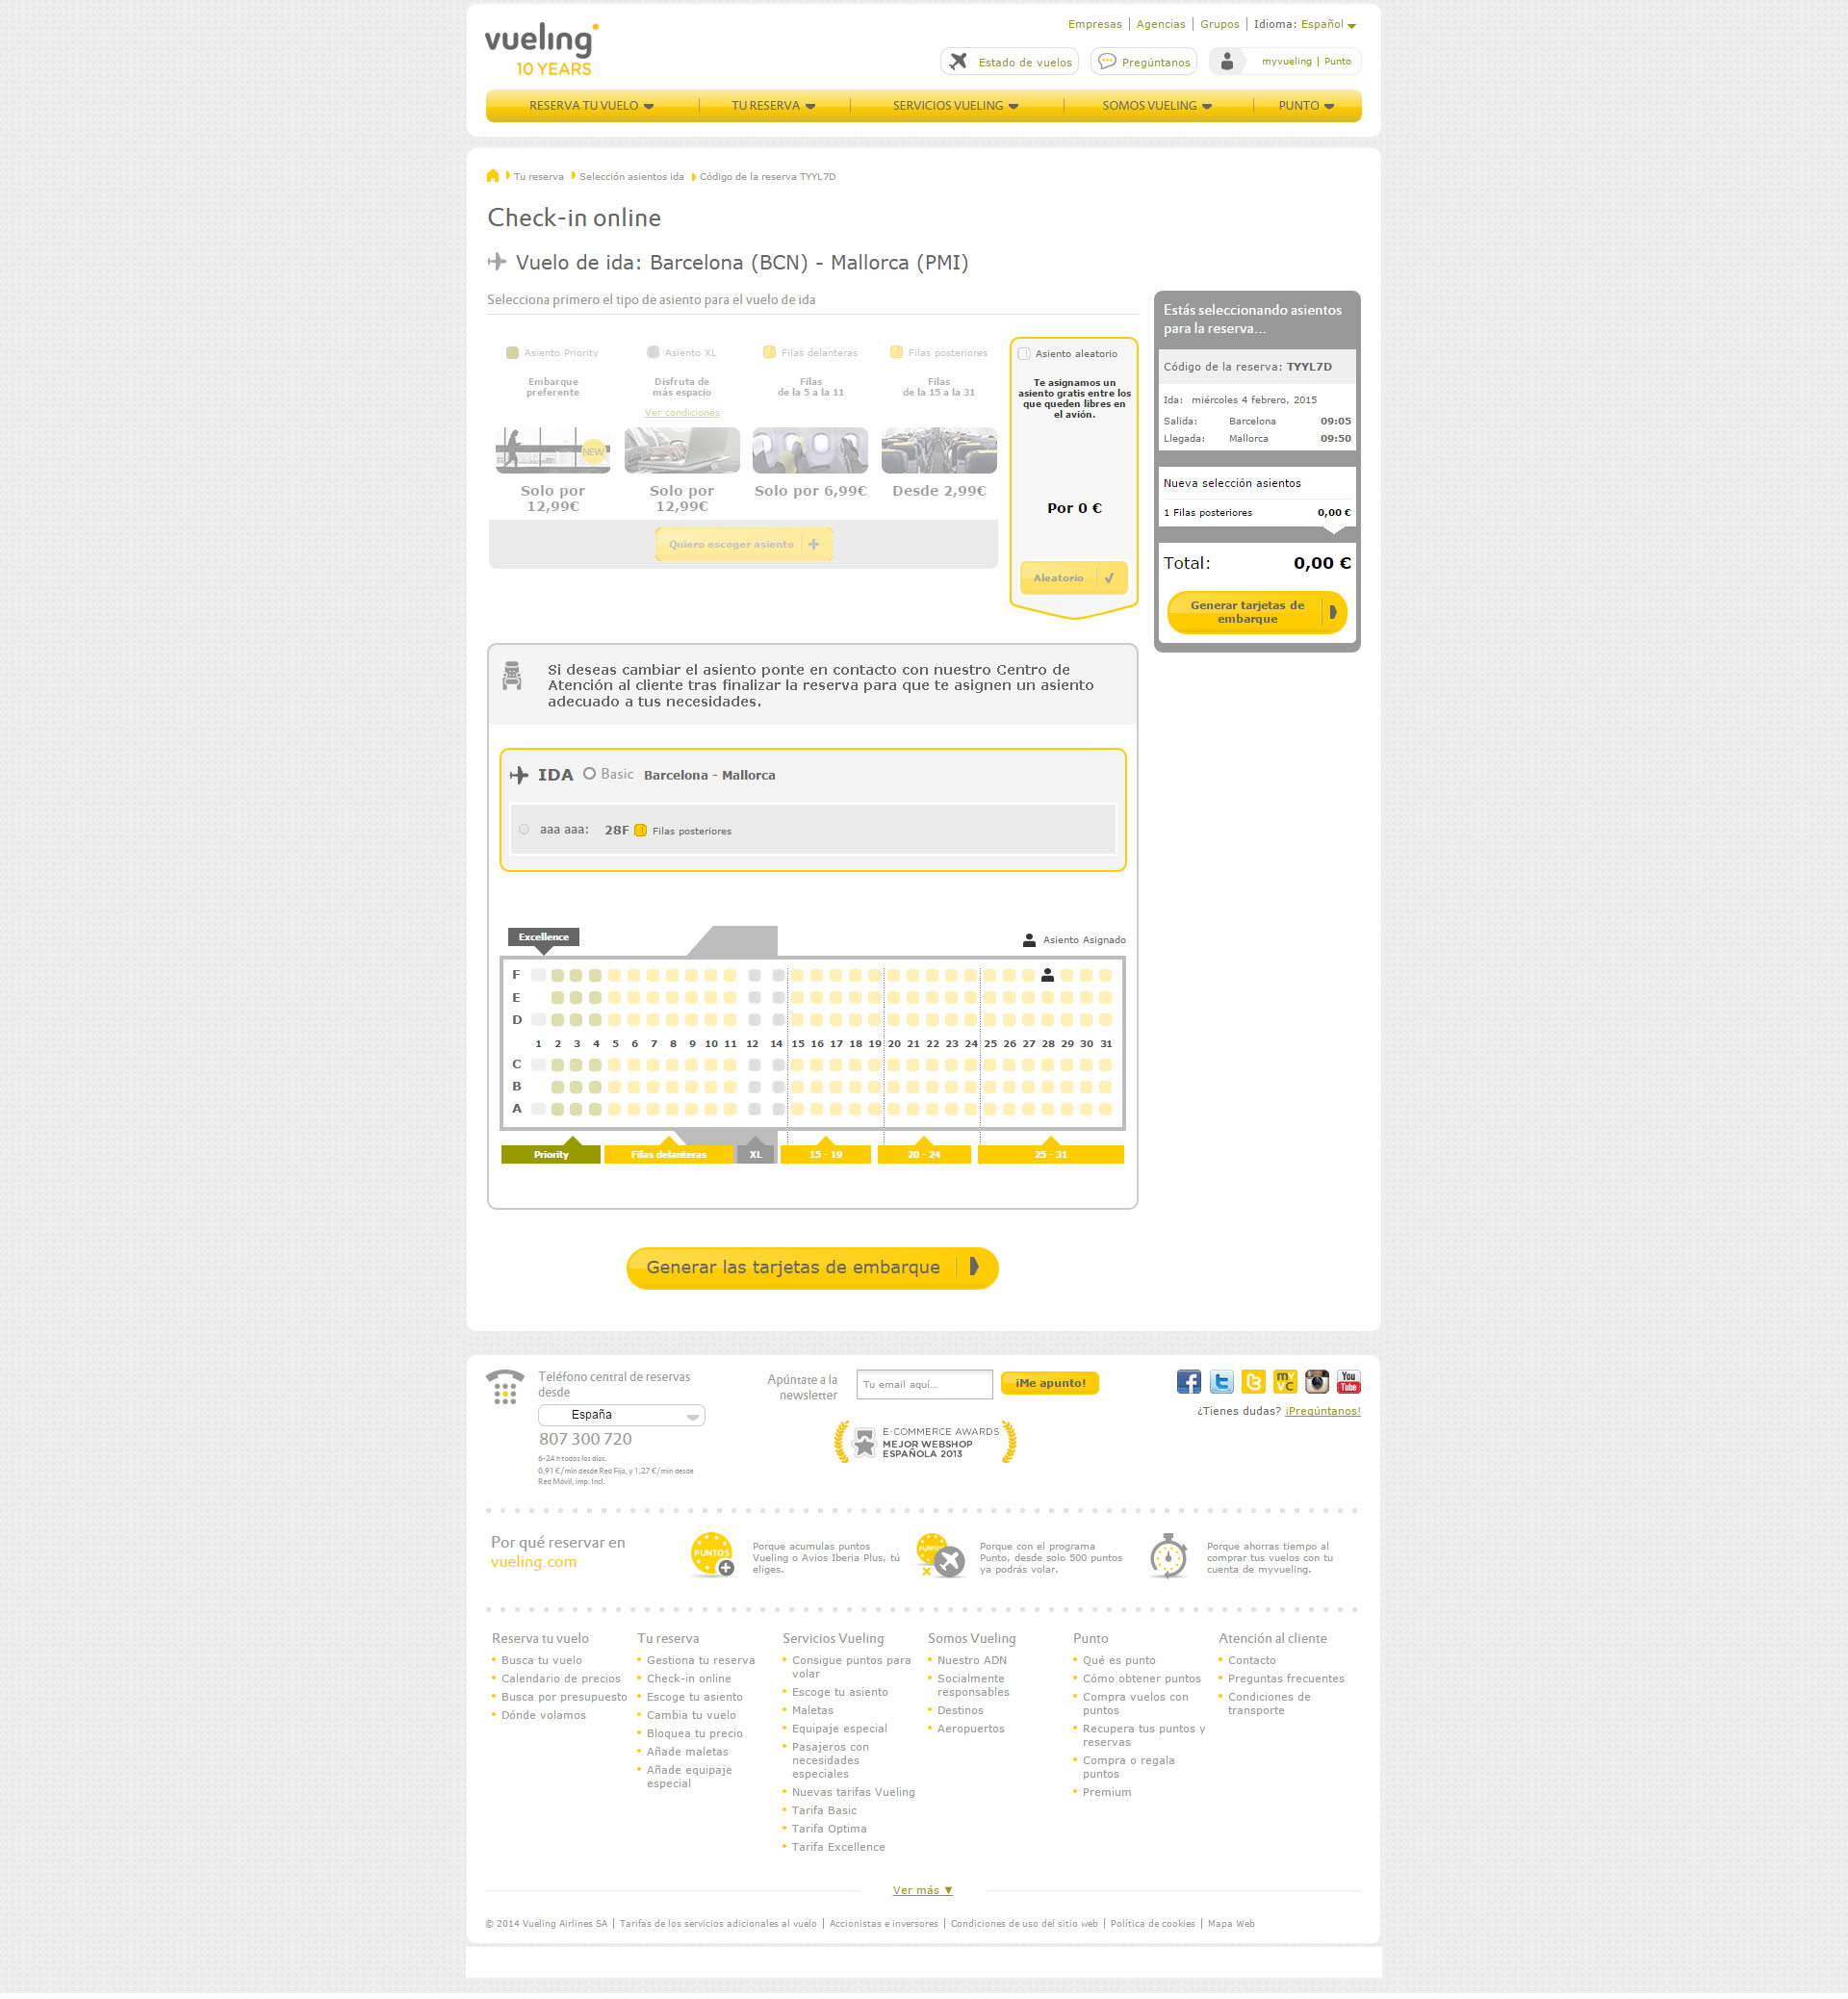 vueling
10 YEARS
Empresas | Agencias | Grupos | Idioma: Español
Estado de vuelos
Pregúntanos
myvueling | Punto
RESERVA TU VUELO
TU RESERVA
SERVICIOS VUELING
SOMOS VUELING
PUNTO
Tu reserva
Selección asientos ida
Código de la reserva TYYL7D
Check-in online
Vuelo de ida: Barcelona (BCN) - Mallorca (PMI)
Selecciona primero el tipo de asiento para el vuelo de ida
Asiento Priority
Embarque
preferente
NEW
Solo por
12,99€
Asiento XL
Disfruta de
más espacio
Ver condiciones
Solo por
12,99€
Filas delanteras
Filas
de la 5 a la 11
Solo por 6,99€
Filas posteriores
Filas
de la 15 a la 31
Desde 2,99€
Quiero escoger asiento
Asiento aleatorio
Te asignamos un
asiento gratis entre los
que queden libres en
el avión.
Por 0 €
Aleatorio
Estás seleccionando asientos
para la reserva...
Código de la reserva: TYYL7D
Ida: miércoles 4 febrero, 2015
Salida: Barcelona 09:05
Llegada: Mallorca 09:50
Nueva selección asientos
1 Filas posteriores 0,00 €
Total: 0,00 €
Generar tarjetas de
embarque
Si deseas cambiar el asiento ponte en contacto con nuestro Centro de
Atención al cliente tras finalizar la reserva para que te asignen un asiento
adecuado a tus necesidades.
IDA Basic Barcelona - Mallorca
aaa aaa: 28F Filas posteriores
Excellence
Asiento Asignado
F
E
D
1 2 3 4 5 6 7 8 9 10 11 12 14 15 16 17 18 19 20 21 22 23 24 25 26 27 28 29 30 31
C
B
A
Priority
Filas delanteras
XL
15 - 19
20 - 24
25 - 31
Generar las tarjetas de embarque
Teléfono central de reservas
desde
España
807 300 720
6-24 h todos los días.
0,91 €/min desde Red Fija, y 1,27 €/min desde
Red Móvil, imp. Incl.
Apúntate a la
newsletter
Tu email aquí...
¡Me apunto!
E-COMMERCE AWARDS
MEJOR WEBSHOP
ESPAÑOLA 2013
MYVC
You
Tube
¿Tienes dudas? ¡Pregúntanos!
Por qué reservar en
vueling.com
PUNTOS
Porque acumulas puntos
Vueling o Avios Iberia Plus, tú
eliges.
PUNTOS
Porque con el programa
Punto, desde solo 500 puntos
ya podrás volar.
Porque ahorras tiempo al
comprar tus vuelos con tu
cuenta de myvueling.
Reserva tu vuelo
Busca tu vuelo
Calendario de precios
Busca por presupuesto
Dónde volamos
Tu reserva
Gestiona tu reserva
Check-in online
Escoge tu asiento
Cambia tu vuelo
Bloquea tu precio
Añade maletas
Añade equipaje
especial
Servicios Vueling
Consigue puntos para
volar
Escoge tu asiento
Maletas
Equipaje especial
Pasajeros con
necesidades
especiales
Nuevas tarifas Vueling
Tarifa Basic
Tarifa Optima
Tarifa Excellence
Somos Vueling
Nuestro ADN
Socialmente
responsables
Destinos
Aeropuertos
Punto
Qué es punto
Cómo obtener puntos
Compra vuelos con
puntos
Recupera tus puntos y
reservas
Compra o regala
puntos
Premium
Atención al cliente
Contacto
Preguntas frecuentes
Condiciones de
transporte
Ver más ▼
© 2014 Vueling Airlines SA | Tarifas de los servicios adicionales al vuelo | Accionistas e inversores | Condiciones de uso del sitio web | Política de cookies | Mapa Web